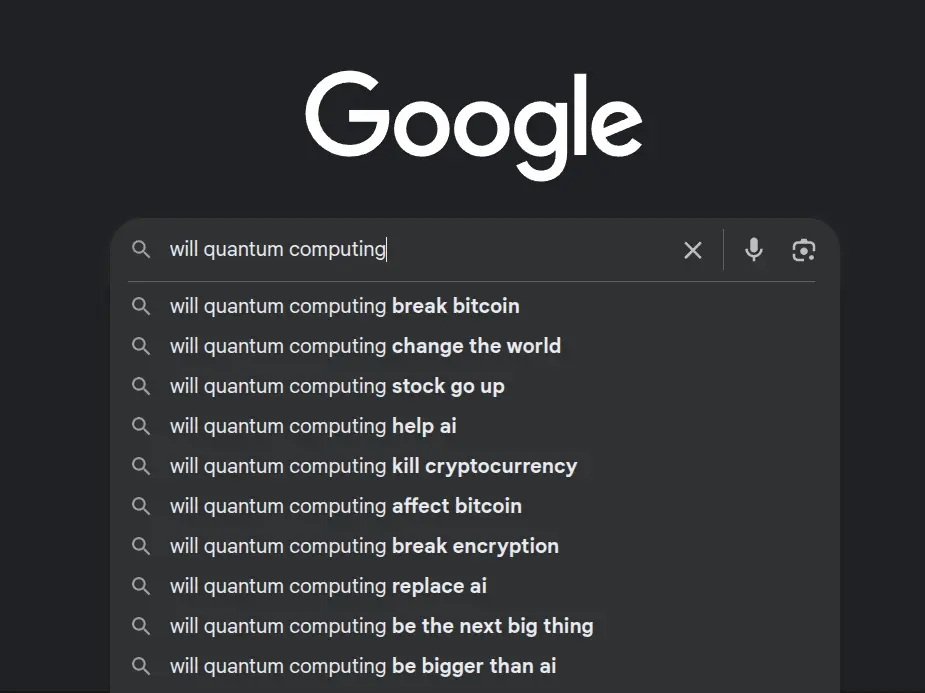 Google
will quantum computing
will quantum computing break bitcoin
will quantum computing change the world
will quantum computing stock go up
will quantum computing help ai
will quantum computing kill cryptocurrency
will quantum computing affect bitcoin
will quantum computing break encryption
will quantum computing replace ai
will quantum computing be the next big thing
will quantum computing be bigger than ai